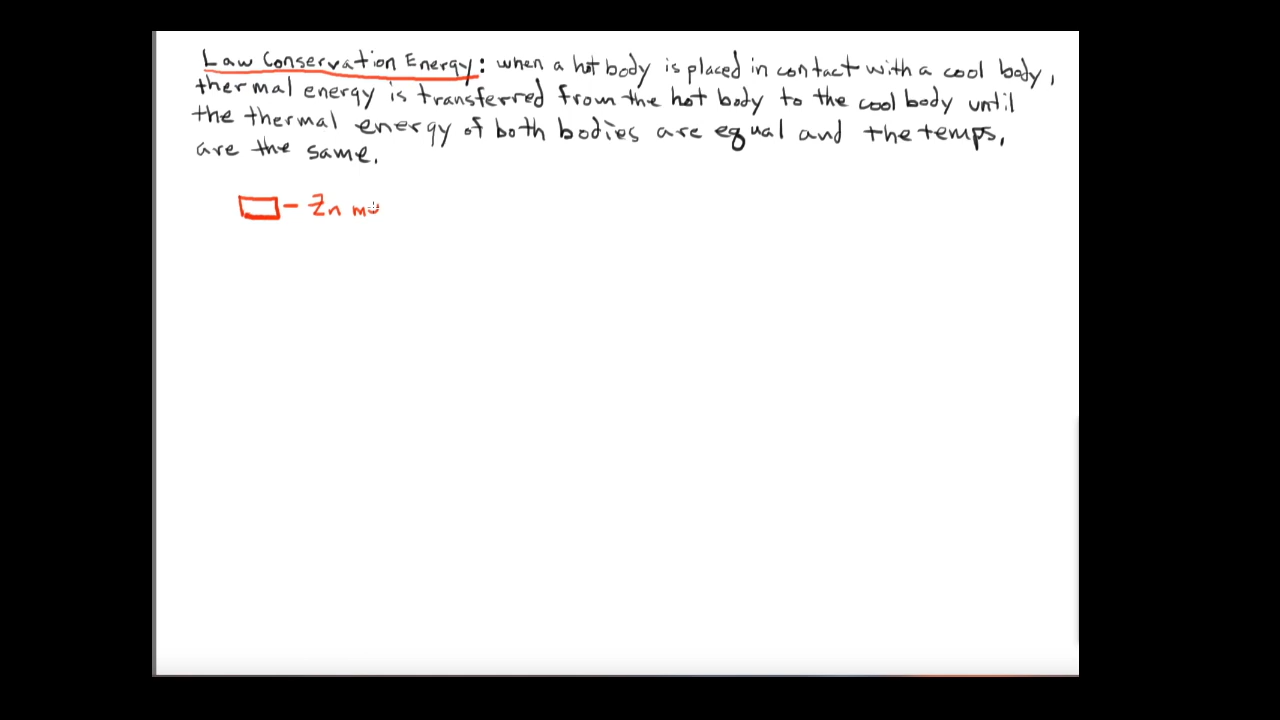 Law Conservation Energy: when a hot body is placed in contact with a cool body,
thermal energy is transferred from the hot body to the cool body until
the thermal energy of both bodies are equal and the temps.
are the same.
- Zn